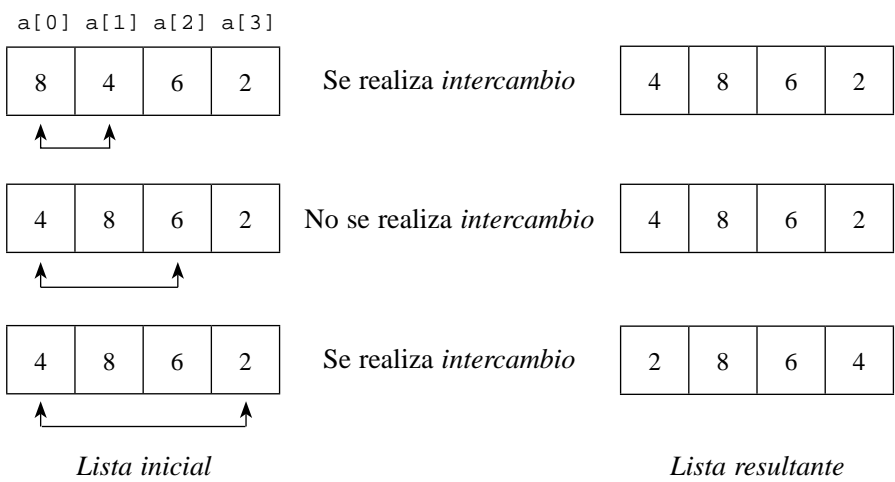 a[0] a[1] a[2] a[3]
8 4 6 2 Se realiza intercambio 4 8 6 2
4 8 6 2 No se realiza intercambio 4 8 6 2
4 8 6 2 Se realiza intercambio 2 8 6 4
Lista inicial Lista resultante